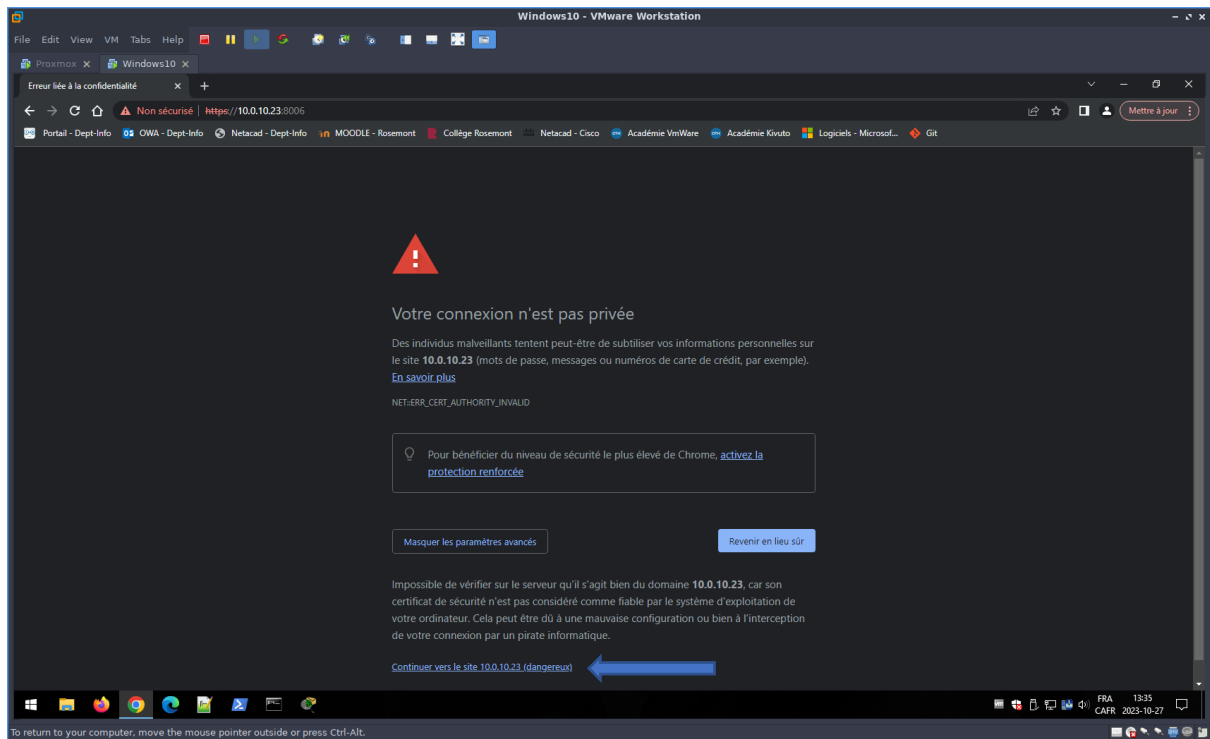 Windows10 - VMware Workstation
File Edit View VM Tabs Help
Proxmox Windows10
Erreur liée à la confidentialité
Non sécurisé https://10.0.10.23:8006 Mettre à jour
Portail - Dept-Info OWA - Dept-Info Netacad - Dept-Info MOODLE - Rosemont Collège Rosemont Netacad - Cisco Académie VmWare Académie Kivuto Logiciels - Microsof... Git
Votre connexion n'est pas privée
Des individus malveillants tentent peut-être de subtiliser vos informations personnelles sur
le site 10.0.10.23 (mots de passe, messages ou numéros de carte de crédit, par exemple).
En savoir plus
NET::ERR_CERT_AUTHORITY_INVALID
Pour bénéficier du niveau de sécurité le plus élevé de Chrome, activez la
protection renforcée
Masquer les paramètres avancés Revenir en lieu sûr
Impossible de vérifier sur le serveur qu'il s'agit bien du domaine 10.0.10.23, car son
certificat de sécurité n'est pas considéré comme fiable par le système d'exploitation de
votre ordinateur. Cela peut être dû à une mauvaise configuration ou bien à l'interception
de votre connexion par un pirate informatique.
Continuer vers le site 10.0.10.23 (dangereux)
FRA 13:35
CAFR 2023-10-27
To return to your computer, move the mouse pointer outside or press Ctrl-Alt.